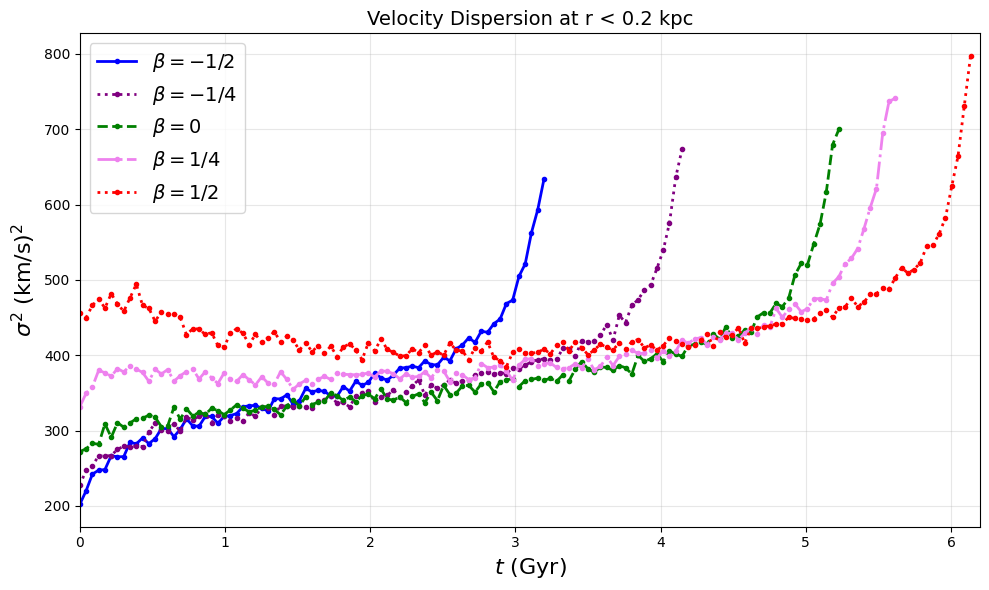 Velocity Dispersion at r < 0.2 kpc
σ² (km/s)²
800
700
600
500
400
300
200
β = −1/2
β = −1/4
β = 0
β = 1/4
β = 1/2
0 1 2 3 4 5 6
t (Gyr)